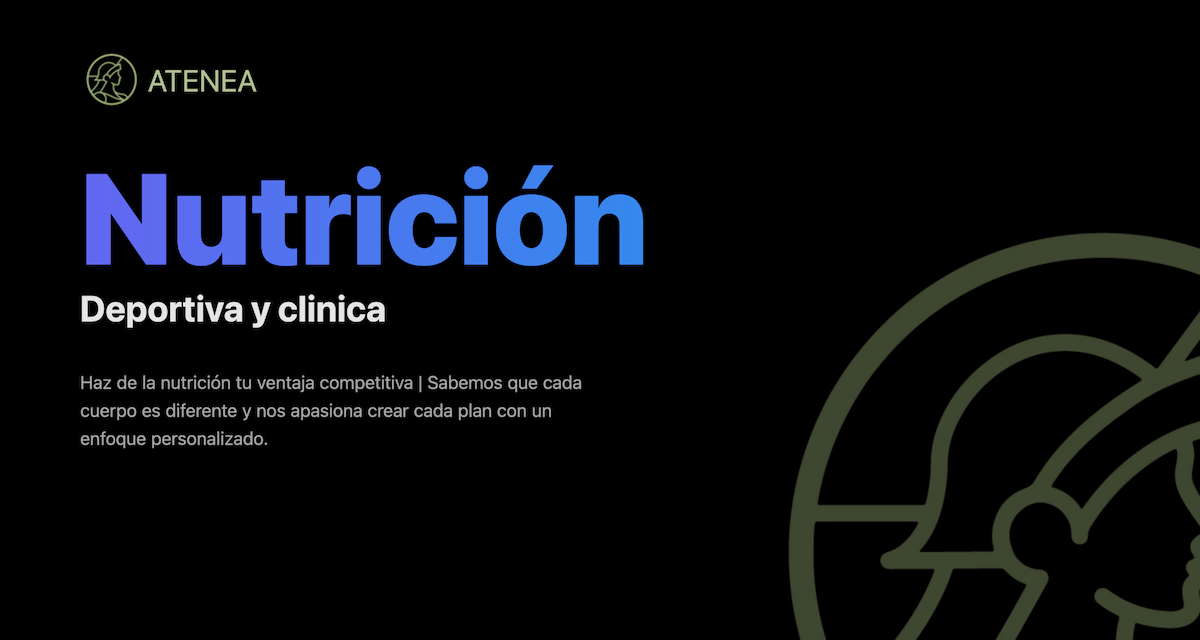 ATENEA
Nutrición
Deportiva y clinica
Haz de la nutrición tu ventaja competitiva | Sabemos que cada
cuerpo es diferente y nos apasiona crear cada plan con un
enfoque personalizado.